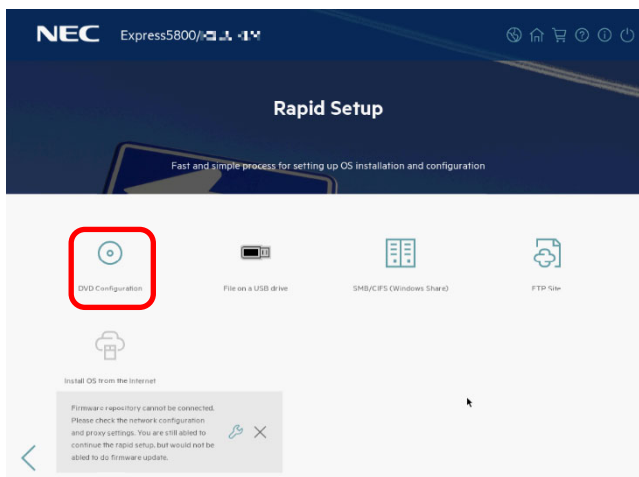 NEC Express5800/
Rapid Setup
Fast and simple process for setting up OS installation and configuration
DVD Configuration
File on a USB drive
SMB/CIFS (Windows Share)
FTP Site
Install OS from the Internet
Firmware repository cannot be connected.
Please check the network configuration
and proxy settings. You are still abled to
continue the rapid setup, but would not be
abled to do firmware update.